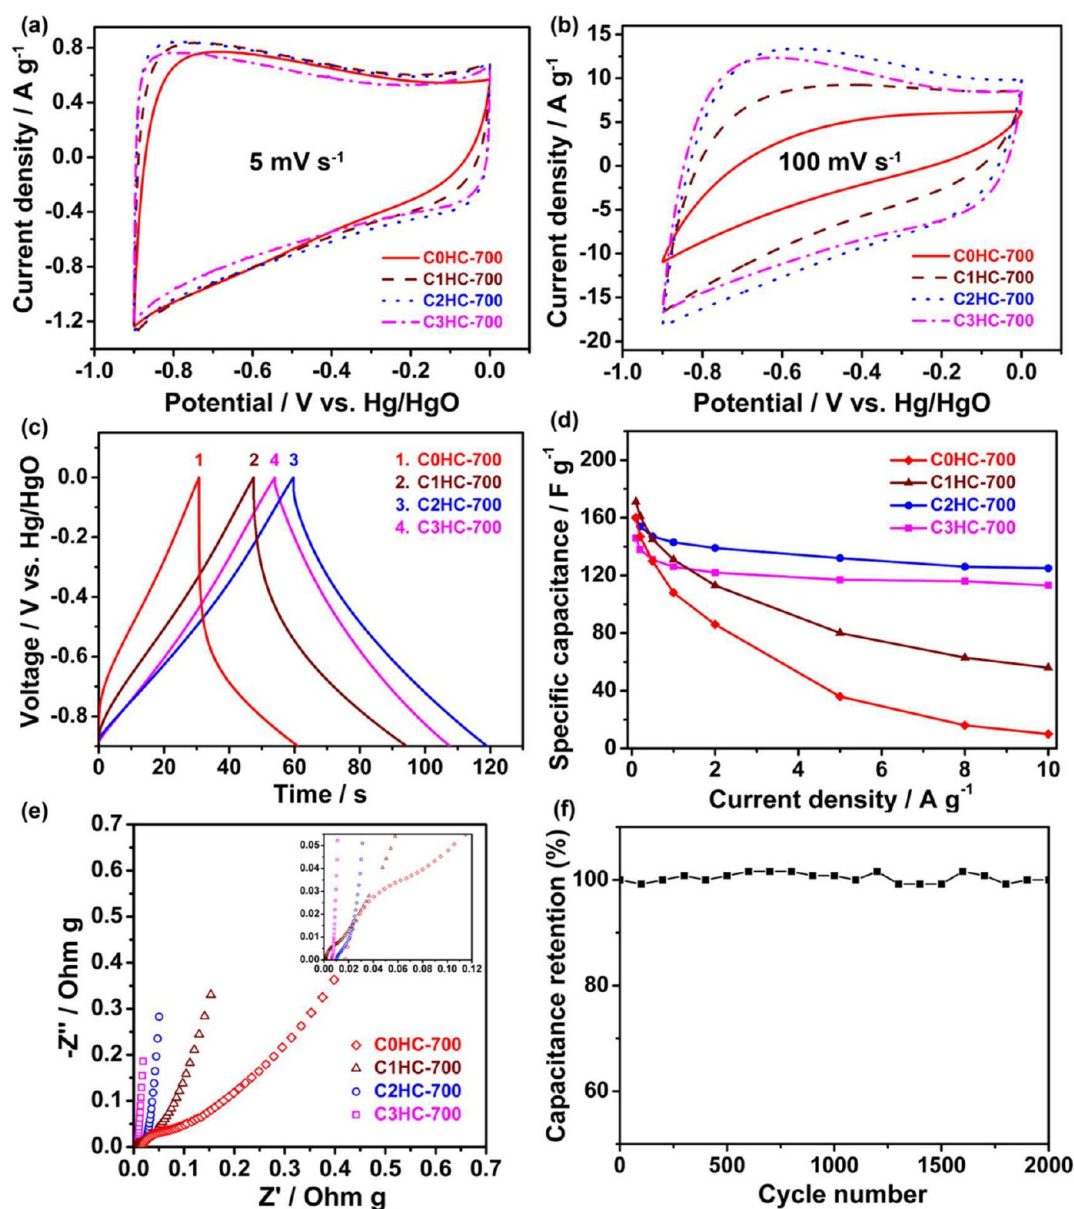 (a)
Current density / A g⁻¹
0.8
0.4
0.0
-0.4
-0.8
-1.2
5 mV s⁻¹
C0HC-700
C1HC-700
C2HC-700
C3HC-700
-1.0 -0.8 -0.6 -0.4 -0.2 0.0
Potential / V vs. Hg/HgO
(b)
Current density / A g⁻¹
15
10
5
0
-5
-10
-15
-20
100 mV s⁻¹
C0HC-700
C1HC-700
C2HC-700
C3HC-700
-1.0 -0.8 -0.6 -0.4 -0.2 0.0
Potential / V vs. Hg/HgO
(c)
Voltage / V vs. Hg/HgO
0.0
-0.2
-0.4
-0.6
-0.8
1 2 4 3
1. C0HC-700
2. C1HC-700
3. C2HC-700
4. C3HC-700
0 20 40 60 80 100 120
Time / s
(d)
Specific capacitance / F g⁻¹
200
160
120
80
40
0
C0HC-700
C1HC-700
C2HC-700
C3HC-700
0 2 4 6 8 10
Current density / A g⁻¹
(e)
-Z'' / Ohm g
0.7
0.6
0.5
0.4
0.3
0.2
0.1
0.0
0.05
0.04
0.03
0.02
0.01
0.00
0.00 0.02 0.04 0.06 0.08 0.10 0.12
C0HC-700
C1HC-700
C2HC-700
C3HC-700
0.0 0.1 0.2 0.3 0.4 0.5 0.6 0.7
Z' / Ohm g
(f)
Capacitance retention (%)
100
80
60
0 500 1000 1500 2000
Cycle number